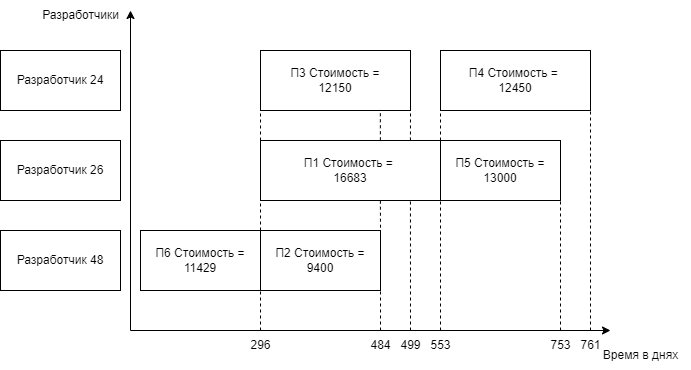 Разработчики
Разработчик 24
П3 Стоимость =
12150
П4 Стоимость =
12450
Разработчик 26
П1 Стоимость =
16683
П5 Стоимость =
13000
Разработчик 48
П6 Стоимость =
11429
П2 Стоимость =
9400
296
484
499
553
753
761
Время в днях